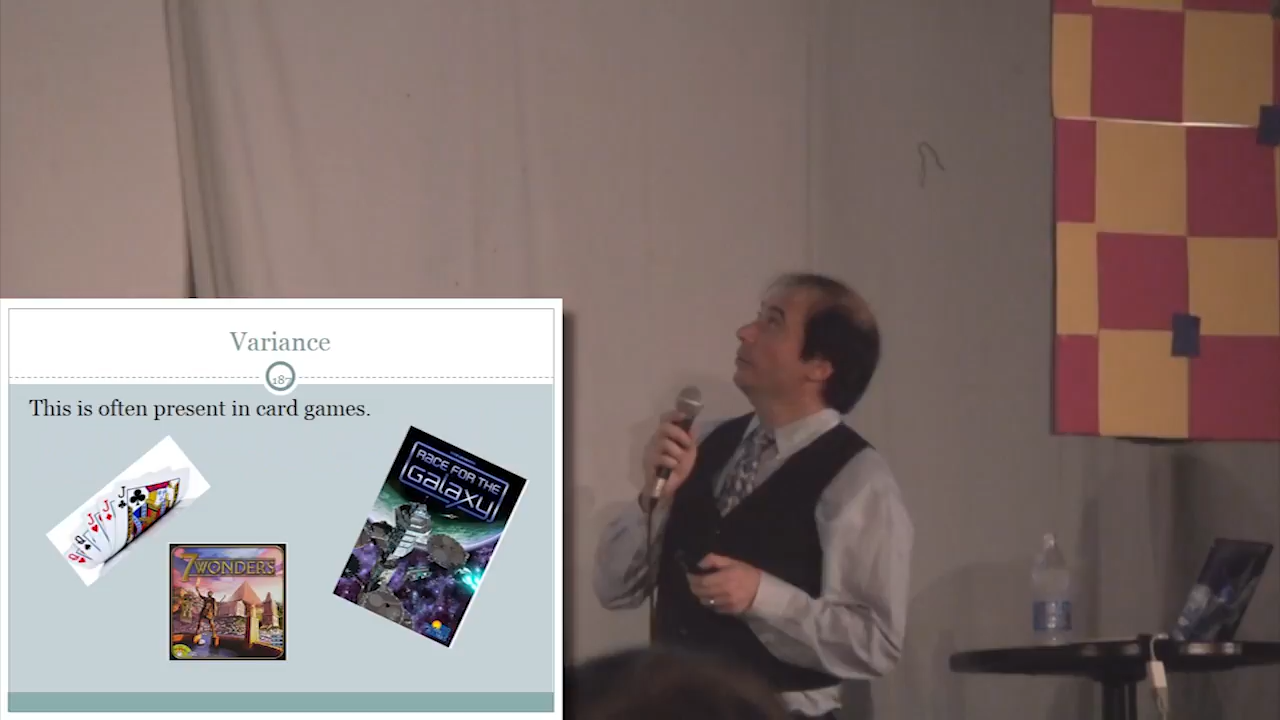 Variance
18
This is often present in card games.
J
J
J
Q
Q
RACE FOR THE
GALAXY
7 WONDERS